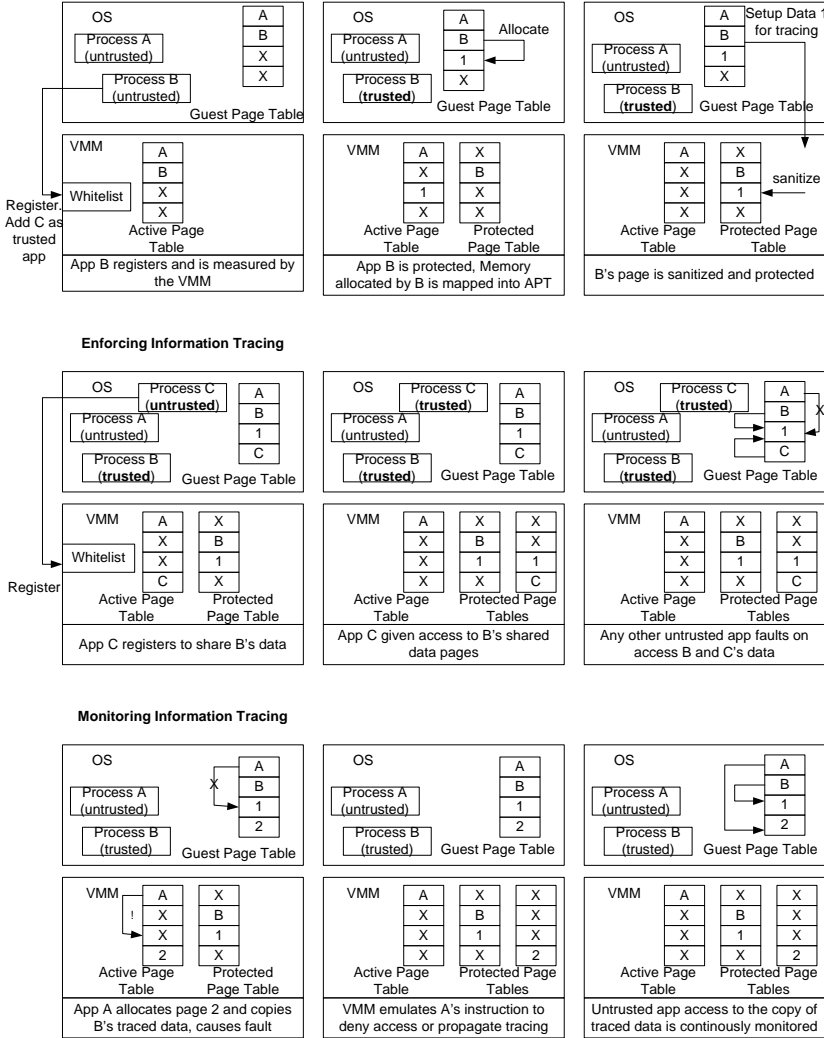 OS
Process A
(untrusted)
Process B
(untrusted)
A
B
X
X
Guest Page Table
VMM
Whitelist
A
B
X
X
Active Page
Table
Register.
Add C as
trusted
app
App B registers and is measured by
the VMM
OS
Process A
(untrusted)
Process B
(trusted)
A
B
1
X
Allocate
Guest Page Table
VMM
A
X
1
X
Active Page
Table
X
B
X
X
Protected
Page Table
App B is protected, Memory
allocated by B is mapped into APT
OS
Process A
(untrusted)
Process B
(trusted)
A
B
1
X
Setup Data 1
for tracing
Guest Page Table
VMM
A
X
X
X
Active Page
Table
X
B
1
X
Protected Page
Table
sanitize
B's page is sanitized and protected
Enforcing Information Tracing
OS
Process C
(untrusted)
Process A
(untrusted)
Process B
(trusted)
A
B
1
C
Guest Page Table
VMM
Whitelist
Register
A
X
X
C
Active Page
Table
X
B
1
X
Protected
Page Table
App C registers to share B's data
OS
Process C
(trusted)
Process A
(untrusted)
Process B
(trusted)
A
B
1
C
Guest Page Table
VMM
A
X
X
X
Active Page
Table
X
B
1
X
X
X
1
C
Protected Page
Tables
App C given access to B's shared
data pages
OS
Process C
(trusted)
Process A
(untrusted)
Process B
(trusted)
A
B
1
C
X
Guest Page Table
VMM
A
X
X
X
Active Page
Table
X
B
1
X
X
X
1
C
Protected Page
Tables
Any other untrusted app faults on
access B and C's data
Monitoring Information Tracing
OS
Process A
(untrusted)
Process B
(trusted)
X
A
B
1
2
Guest Page Table
VMM
!
A
X
X
2
Active Page
Table
X
B
1
X
Protected
Page Table
App A allocates page 2 and copies
B's traced data, causes fault
OS
Process A
(untrusted)
Process B
(trusted)
A
B
1
2
Guest Page Table
VMM
A
X
X
X
Active Page
Table
X
B
1
X
X
X
X
2
Protected Page
Tables
VMM emulates A's instruction to
deny access or propagate tracing
OS
Process A
(untrusted)
Process B
(trusted)
A
B
1
2
Guest Page Table
VMM
A
X
X
X
Active Page
Table
X
B
1
X
X
X
X
2
Protected Page
Tables
Untrusted app access to the copy of
traced data is continously monitored